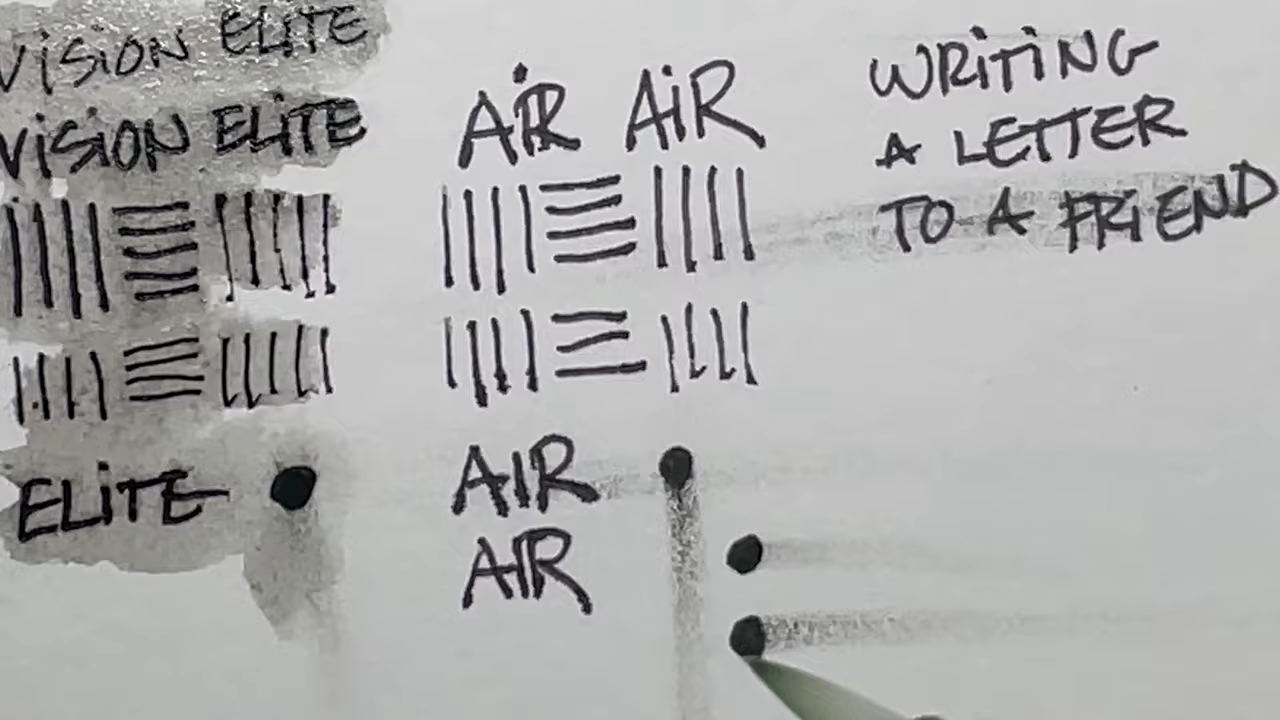 ViSiON ELiTE
ViSiON ELiTE
AiR AiR
WRiTiNG
A LETTER
TO A FRiEND
ELiTE
AIR
AIR